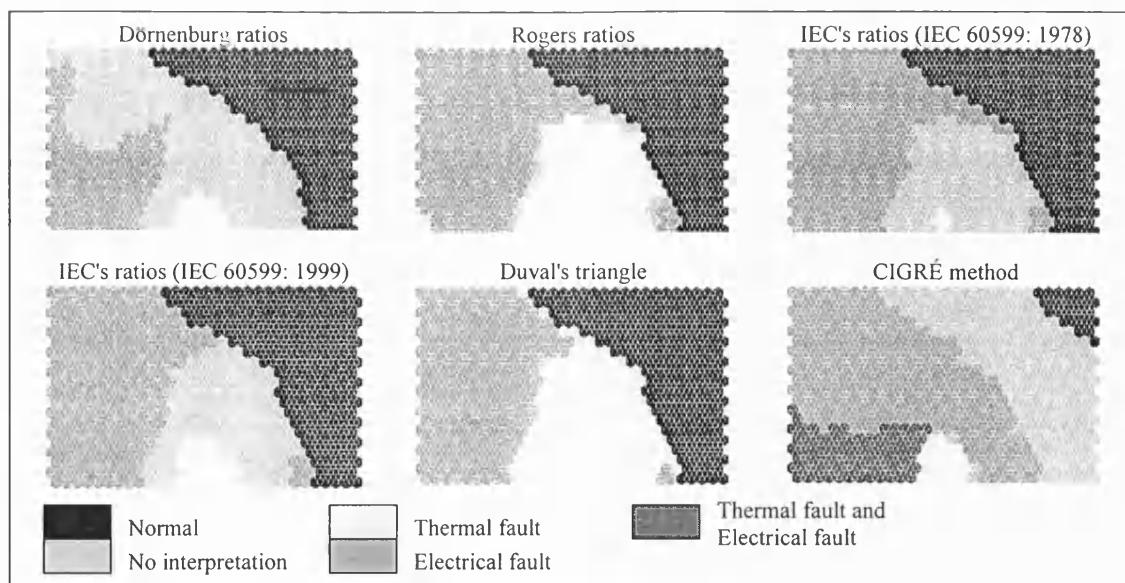 Dörnenburg ratios
Rogers ratios
IEC's ratios (IEC 60599: 1978)
IEC's ratios (IEC 60599: 1999)
Duval's triangle
CIGRÉ method
Normal
No interpretation
Thermal fault
Electrical fault
Thermal fault and
Electrical fault